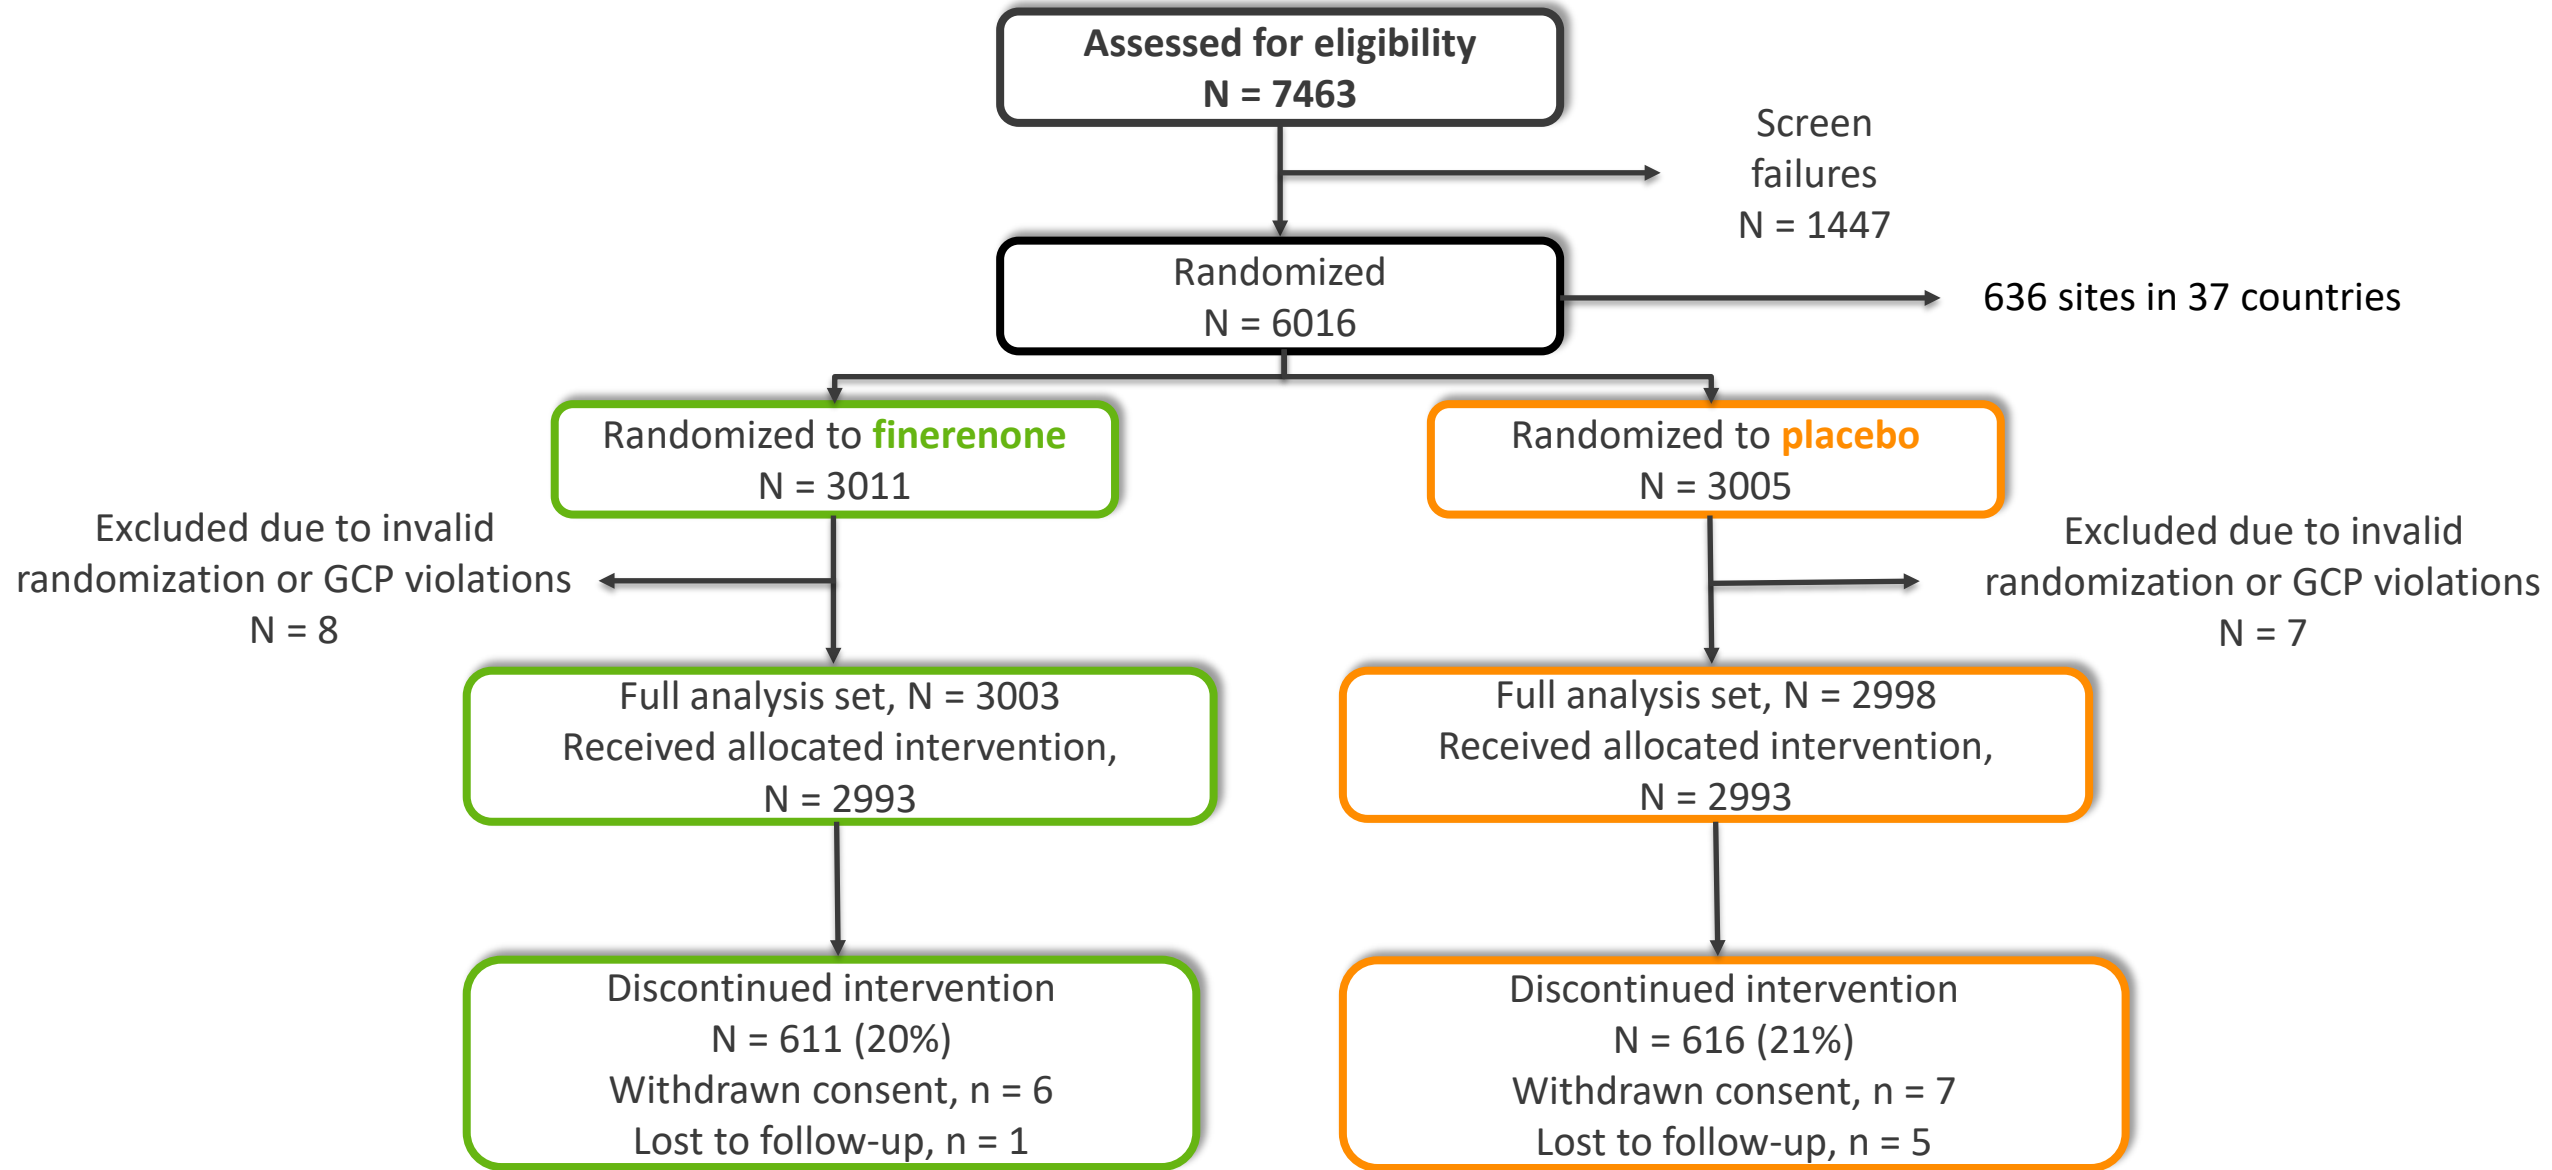 Assessed for eligibility
N = 7463
Screen
failures
N = 1447
Randomized
N = 6016
636 sites in 37 countries
Randomized to finerenone
N = 3011
Randomized to placebo
N = 3005
Excluded due to invalid
randomization or GCP violations
N = 8
Excluded due to invalid
randomization or GCP violations
N = 7
Full analysis set, N = 3003
Received allocated intervention,
N = 2993
Full analysis set, N = 2998
Received allocated intervention,
N = 2993
Discontinued intervention
N = 611 (20%)
Withdrawn consent, n = 6
Lost to follow-up, n = 1
Discontinued intervention
N = 616 (21%)
Withdrawn consent, n = 7
Lost to follow-up, n = 5